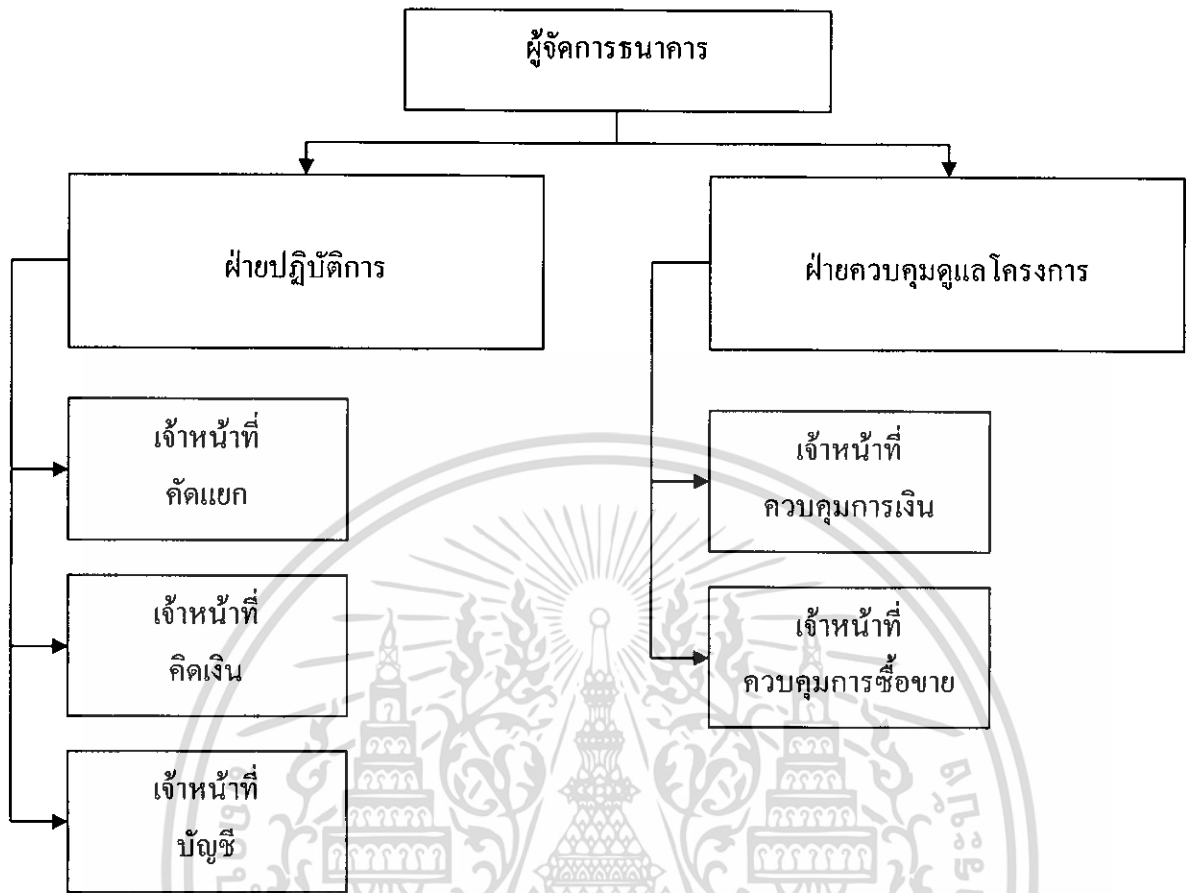 ผู้จัดการธนาคาร
ฝ่ายปฏิบัติการ
ฝ่ายควบคุมดูแลโครงการ
เจ้าหน้าที่
คัดแยก
เจ้าหน้าที่
คิดเงิน
เจ้าหน้าที่
บัญชี
เจ้าหน้าที่
ควบคุมการเงิน
เจ้าหน้าที่
ควบคุมการซื้อขาย